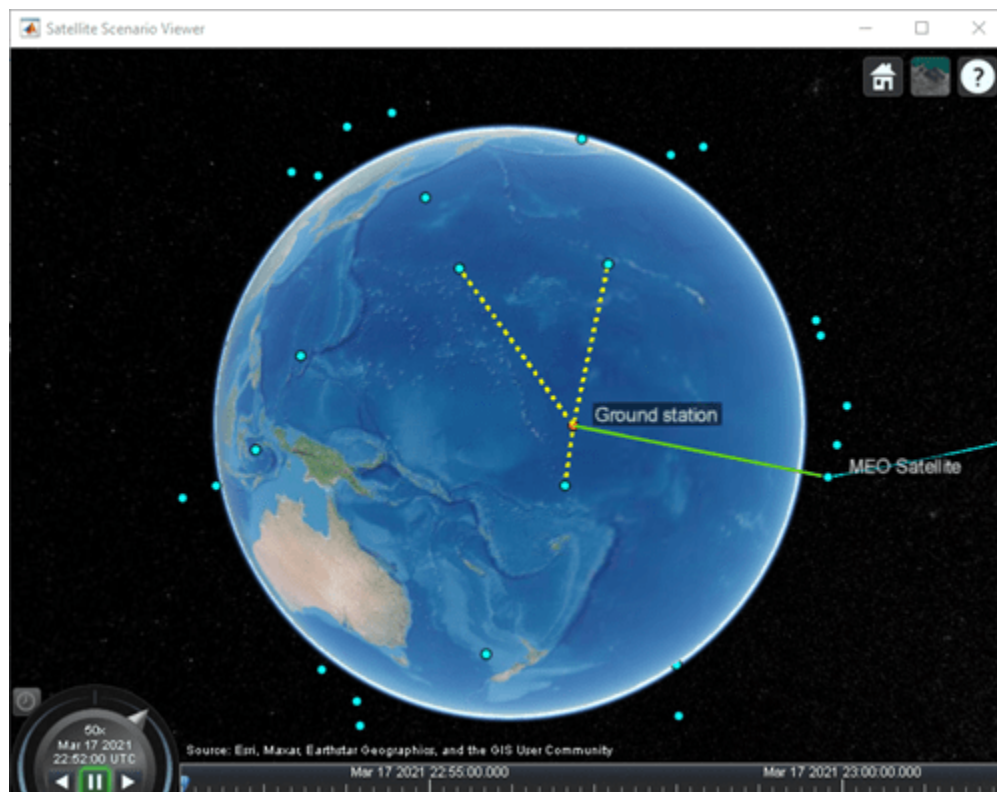 Satellite Scenario Viewer
?
Ground station
MEO Satellite
50x
Mar 17 2021
22:52:00 UTC
Source: Esri, Maxar, Earthstar Geographics, and the GIS User Community
Mar 17 2021 22:55:00.000
Mar 17 2021 23:00:00.000